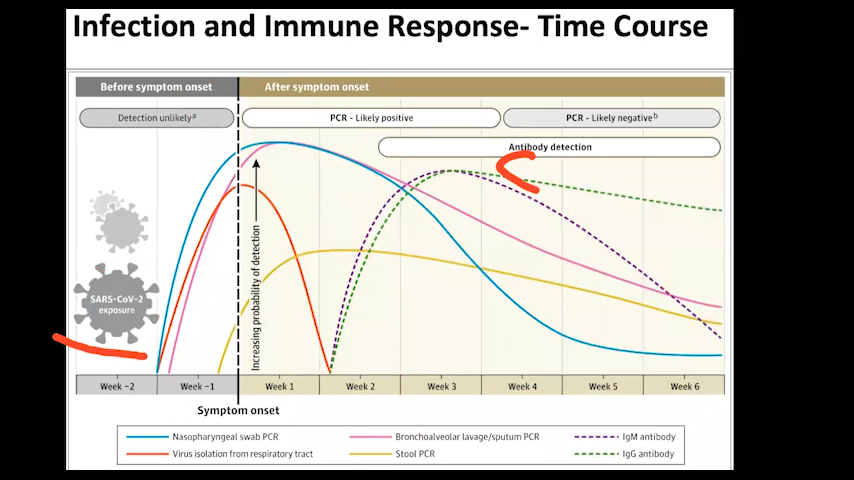 Infection and Immune Response- Time Course
Before symptom onset
After symptom onset
Detection unlikelyᵃ
PCR - Likely positive
PCR - Likely negativeᵇ
Antibody detection
SARS-CoV-2
exposure
Increasing probability of detection
Week −2
Week −1
Week 1
Week 2
Week 3
Week 4
Week 5
Week 6
Symptom onset
Nasopharyngeal swab PCR
Bronchoalveolar lavage/sputum PCR
IgM antibody
Virus isolation from respiratory tract
Stool PCR
IgG antibody